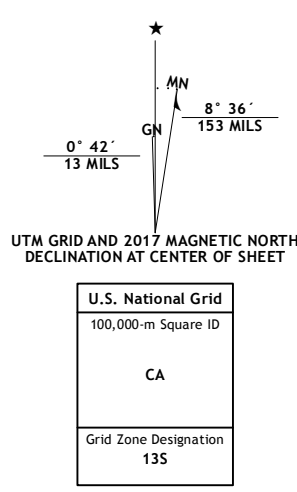 ★
MN
GN
8° 36´
153 MILS
0° 42´
13 MILS
UTM GRID AND 2017 MAGNETIC NORTH
DECLINATION AT CENTER OF SHEET
U.S. National Grid
100,000-m Square ID
CA
Grid Zone Designation
13S